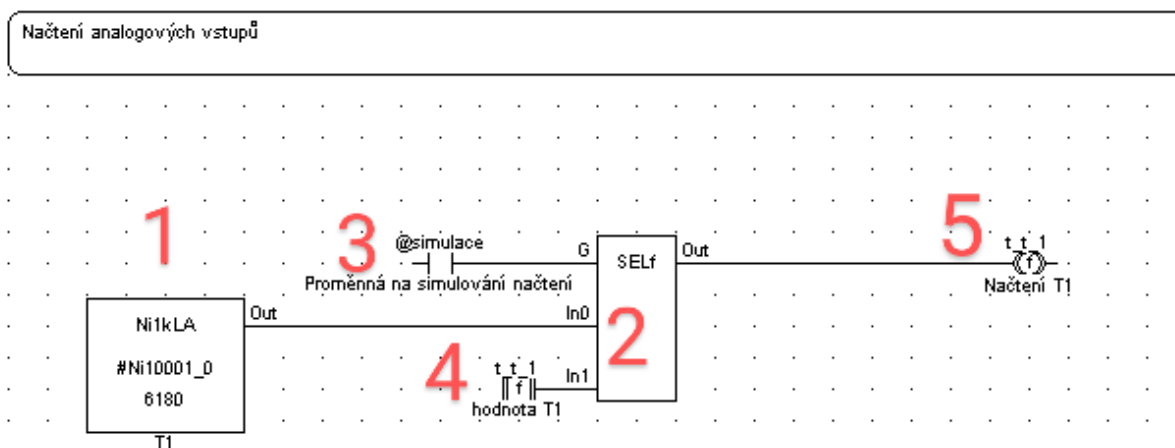 Načtení analogových vstupů
1
3
@simulace
Proměnná na simulování načtení
G
SELf
Out
5
t_t_1
(f)
Načtení T1
Ni1kLA
#Ni10001_0
6180
T1
Out
In0
2
4
t_t_1
f
hodnota T1
In1